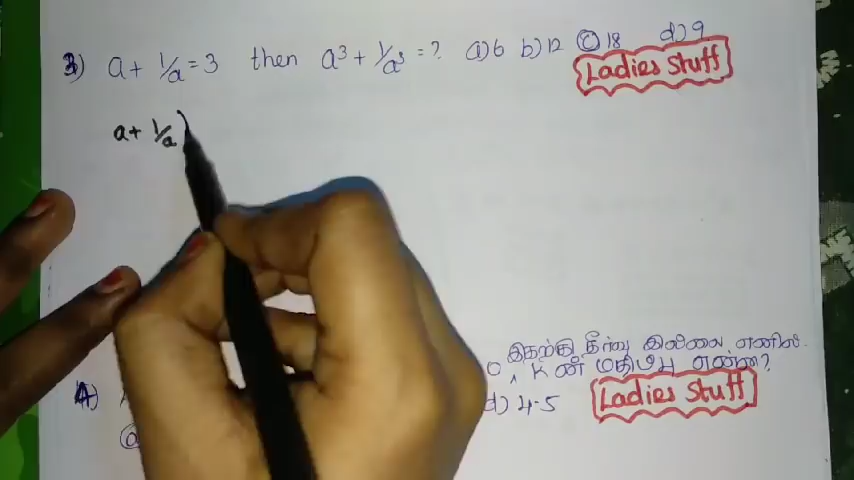 3) a + 1/a = 3 then a³ + 1/a³ = ? a) 6 b) 12 c) 18 d) 9
Ladies Stuff
a + 1/a )
இதற்கு தீர்வு இல்லை எனில்
0, K ன் மதிப்பு என்ன?
4)
d) 4.5
Ladies Stuff
(a